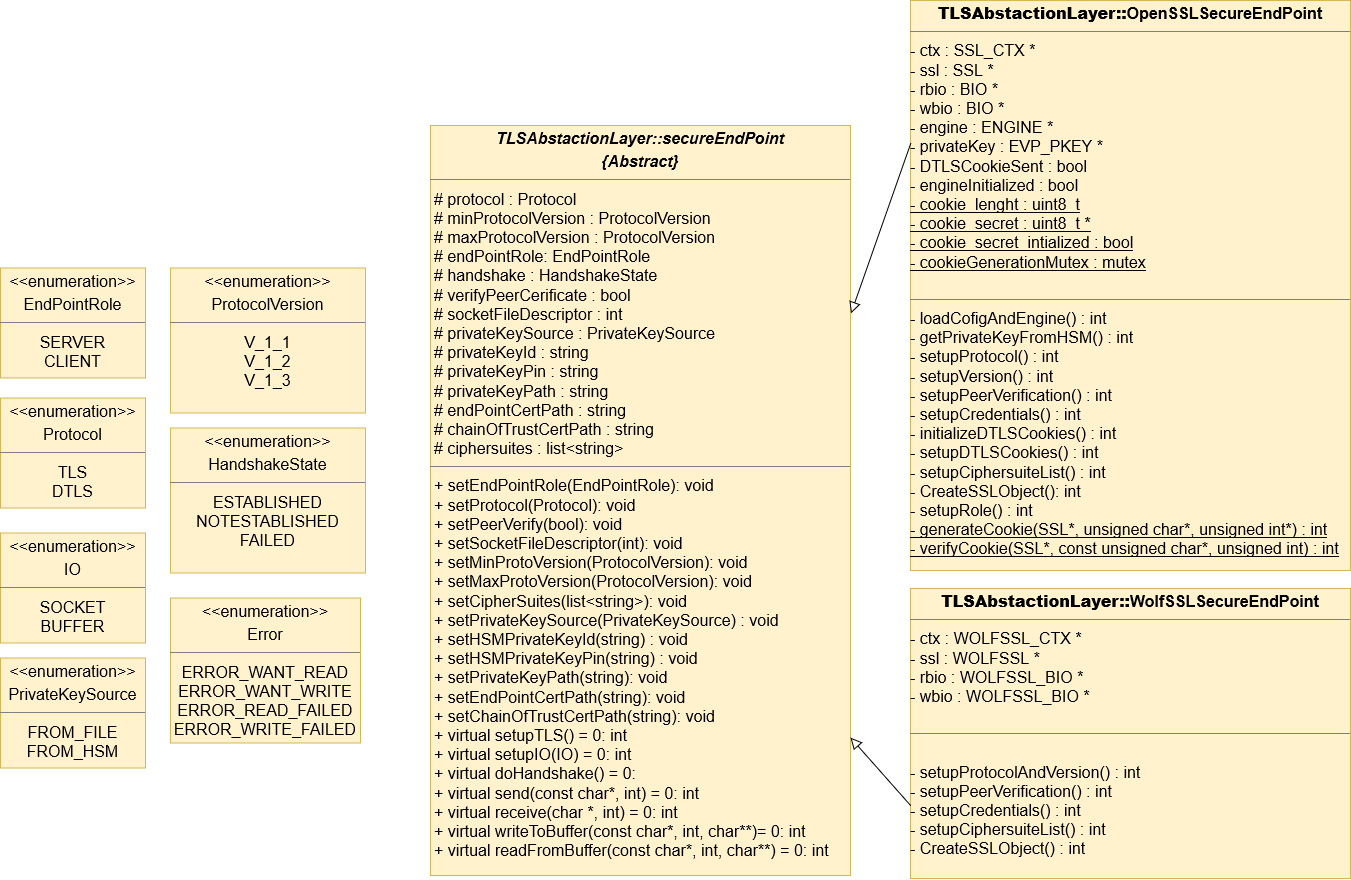 <<enumeration>>
EndPointRole
SERVER
CLIENT
<<enumeration>>
Protocol
TLS
DTLS
<<enumeration>>
IO
SOCKET
BUFFER
<<enumeration>>
PrivateKeySource
FROM_FILE
FROM_HSM
<<enumeration>>
ProtocolVersion
V_1_1
V_1_2
V_1_3
<<enumeration>>
HandshakeState
ESTABLISHED
NOTESTABLISHED
FAILED
<<enumeration>>
Error
ERROR_WANT_READ
ERROR_WANT_WRITE
ERROR_READ_FAILED
ERROR_WRITE_FAILED
TLSAbstactionLayer::secureEndPoint
{Abstract}
# protocol : Protocol
# minProtocolVersion : ProtocolVersion
# maxProtocolVersion : ProtocolVersion
# endPointRole: EndPointRole
# handshake : HandshakeState
# verifyPeerCerificate : bool
# socketFileDescriptor : int
# privateKeySource : PrivateKeySource
# privateKeyId : string
# privateKeyPin : string
# privateKeyPath : string
# endPointCertPath : string
# chainOfTrustCertPath : string
# ciphersuites : list<string>
+ setEndPointRole(EndPointRole): void
+ setProtocol(Protocol): void
+ setPeerVerify(bool): void
+ setSocketFileDescriptor(int): void
+ setMinProtoVersion(ProtocolVersion): void
+ setMaxProtoVersion(ProtocolVersion): void
+ setCipherSuites(list<string>): void
+ setPrivateKeySource(PrivateKeySource) : void
+ setHSMPrivateKeyId(string) : void
+ setHSMPrivateKeyPin(string) : void
+ setPrivateKeyPath(string): void
+ setEndPointCertPath(string): void
+ setChainOfTrustCertPath(string): void
+ virtual setupTLS() = 0: int
+ virtual setupIO(IO) = 0: int
+ virtual doHandshake() = 0:
+ virtual send(const char*, int) = 0: int
+ virtual receive(char *, int) = 0: int
+ virtual writeToBuffer(const char*, int, char**)= 0: int
+ virtual readFromBuffer(const char*, int, char**) = 0: int
TLSAbstactionLayer::OpenSSLSecureEndPoint
- ctx : SSL_CTX *
- ssl : SSL *
- rbio : BIO *
- wbio : BIO *
- engine : ENGINE *
- privateKey : EVP_PKEY *
- DTLSCookieSent : bool
- engineInitialized : bool
- cookie_lenght : uint8_t
- cookie_secret : uint8_t *
- cookie_secret_intialized : bool
- cookieGenerationMutex : mutex
- loadCofigAndEngine() : int
- getPrivateKeyFromHSM() : int
- setupProtocol() : int
- setupVersion() : int
- setupPeerVerification() : int
- setupCredentials() : int
- initializeDTLSCookies() : int
- setupDTLSCookies() : int
- setupCiphersuiteList() : int
- CreateSSLObject(): int
- setupRole() : int
- generateCookie(SSL*, unsigned char*, unsigned int*) : int
- verifyCookie(SSL*, const unsigned char*, unsigned int) : int
TLSAbstactionLayer::WolfSSLSecureEndPoint
- ctx : WOLFSSL_CTX *
- ssl : WOLFSSL *
- rbio : WOLFSSL_BIO *
- wbio : WOLFSSL_BIO *
- setupProtocolAndVersion() : int
- setupPeerVerification() : int
- setupCredentials() : int
- setupCiphersuiteList() : int
- CreateSSLObject() : int